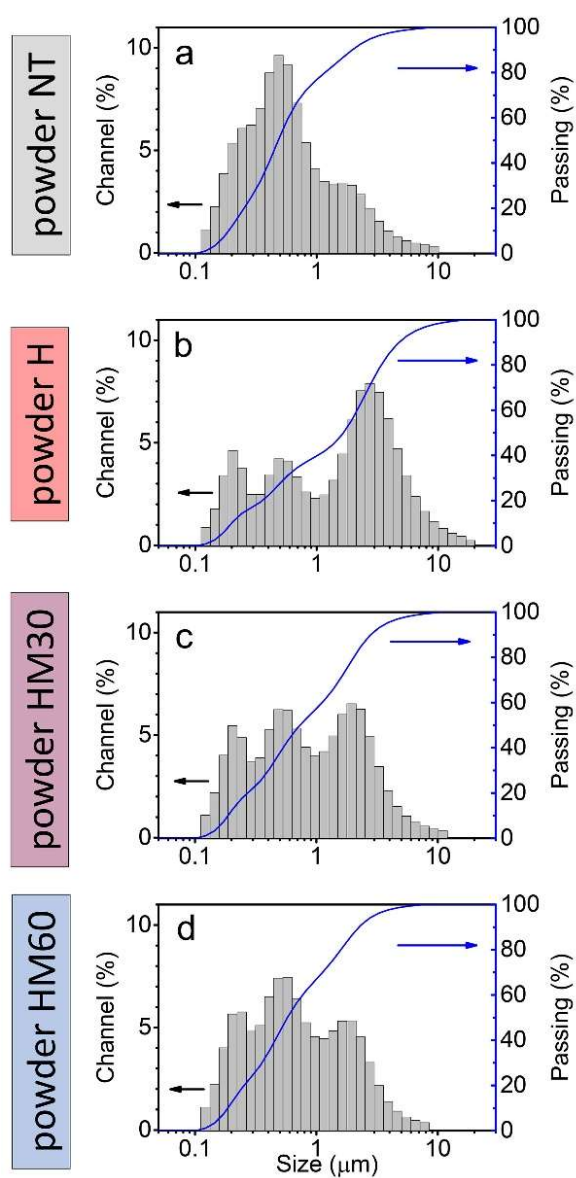 powder NT
a
Channel (%)
10
5
0
0.1
1
10
100
80
60
40
20
0
Passing (%)
powder H
b
Channel (%)
10
5
0
0.1
1
10
100
80
60
40
20
0
Passing (%)
powder HM30
c
Channel (%)
10
5
0
0.1
1
10
100
80
60
40
20
0
Passing (%)
powder HM60
d
Channel (%)
10
5
0
0.1
1
10
100
80
60
40
20
0
Passing (%)
Size (μm)